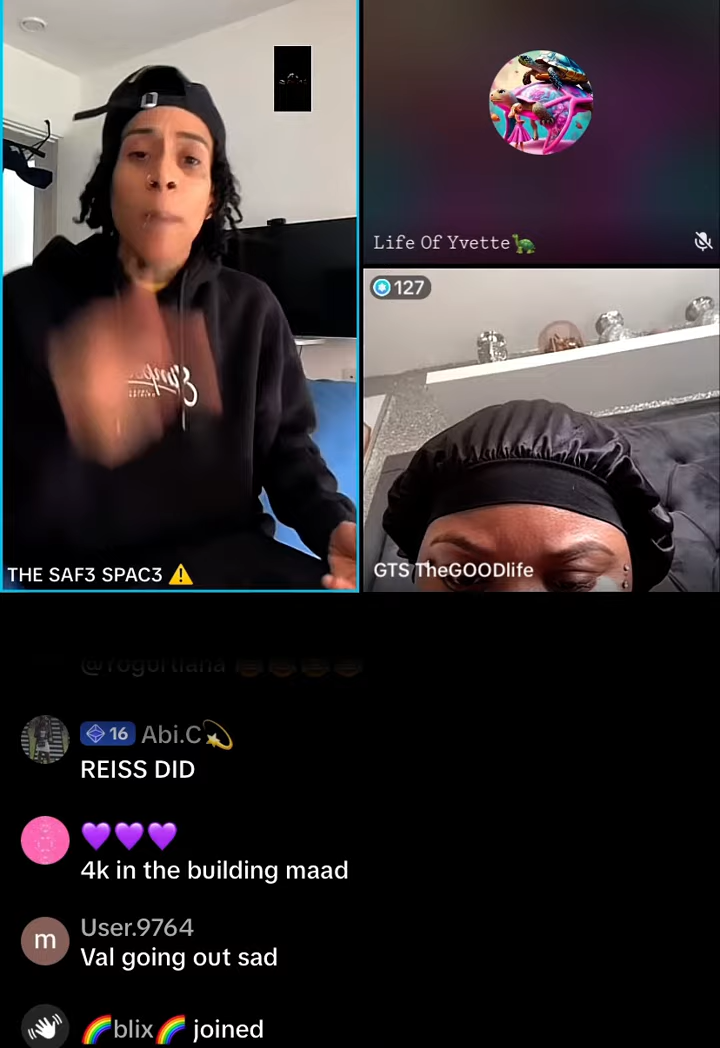 Life Of Yvette🐢
127
THE SAF3 SPAC3 ⚠️
GTS TheGOODlife
16 Abi.C💫
REISS DID
💜💜💜
4k in the building maad
m
User.9764
Val going out sad
🌈blix🌈 joined